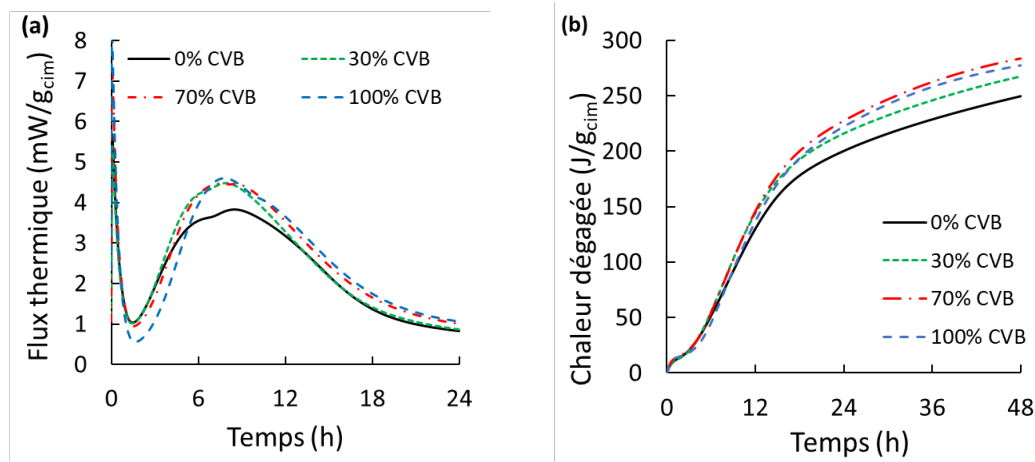 (a)
Flux thermique (mW/gcim)
8
7
6
5
4
3
2
1
0
0% CVB
30% CVB
70% CVB
100% CVB
0 6 12 18 24
Temps (h)
(b)
Chaleur dégagée (J/gcim)
300
250
200
150
100
50
0
0% CVB
30% CVB
70% CVB
100% CVB
0 12 24 36 48
Temps (h)